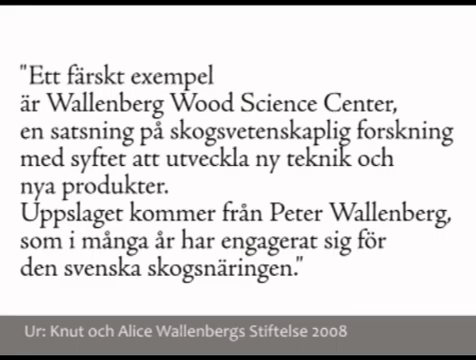 "Ett färskt exempel
är Wallenberg Wood Science Center,
en satsning på skogsvetenskaplig forskning
med syftet att utveckla ny teknik och
nya produkter.
Uppslaget kommer från Peter Wallenberg,
som i många år har engagerat sig för
den svenska skogsnäringen."
Ur: Knut och Alice Wallenbergs Stiftelse 2008